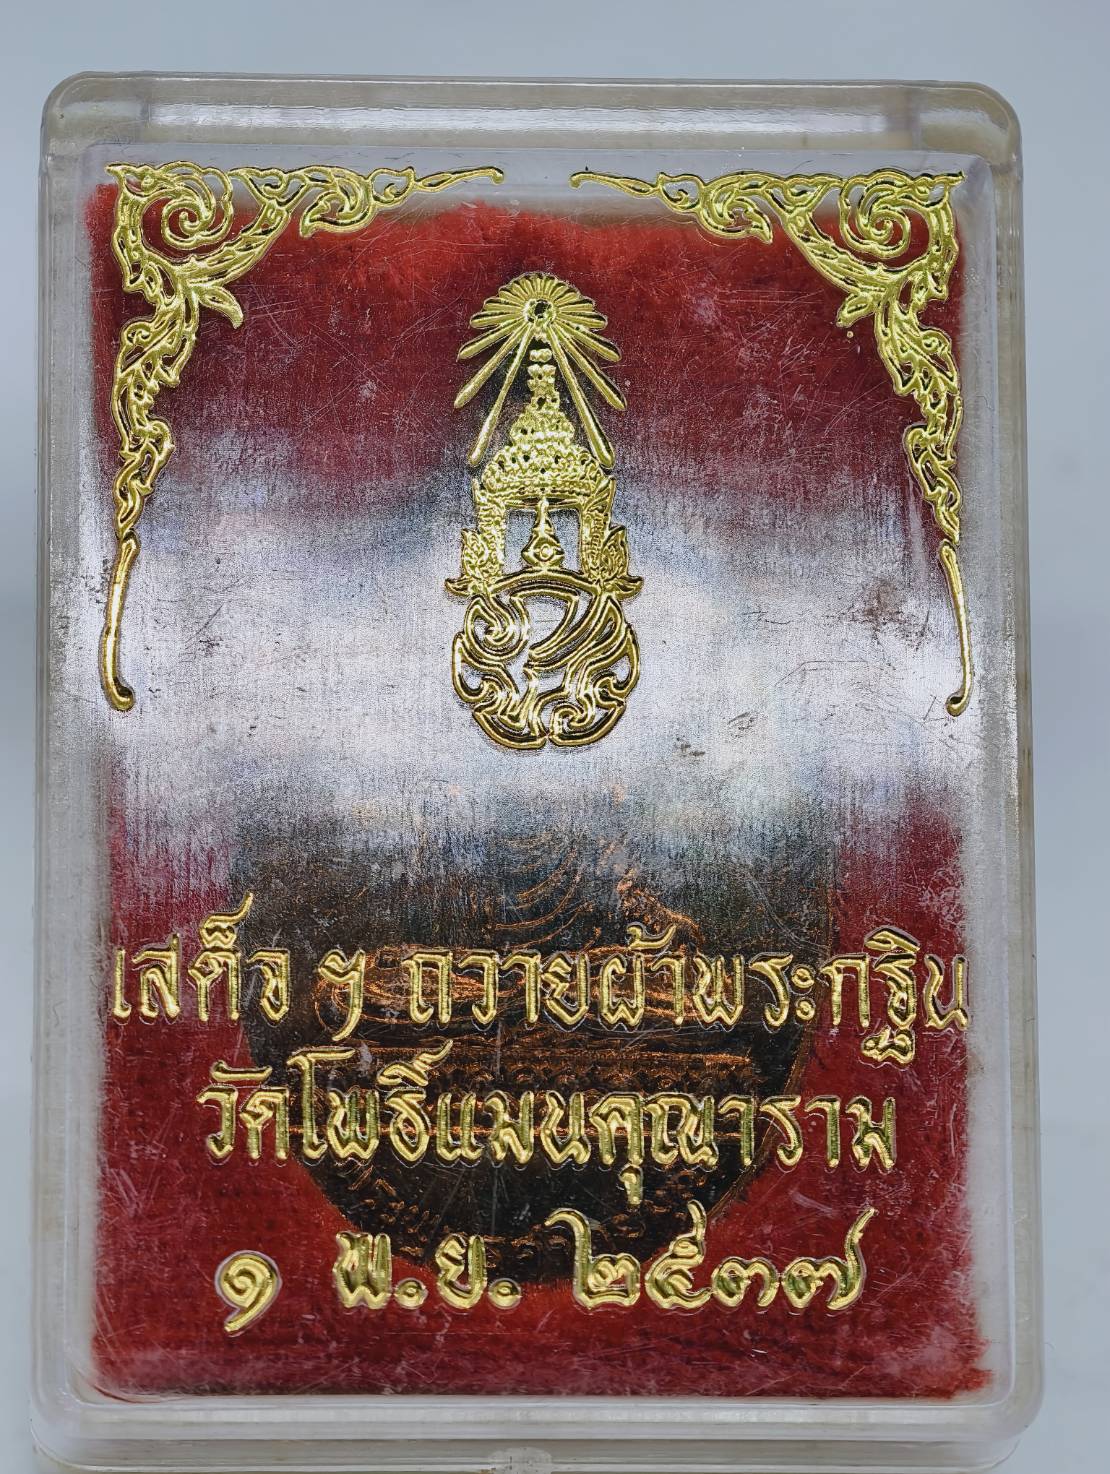 เสด็จ ฯ ถวายผ้าพระกฐิน
วัดโพธิ์แมนคุณาราม
๑ พ.ย. ๒๕๓๗